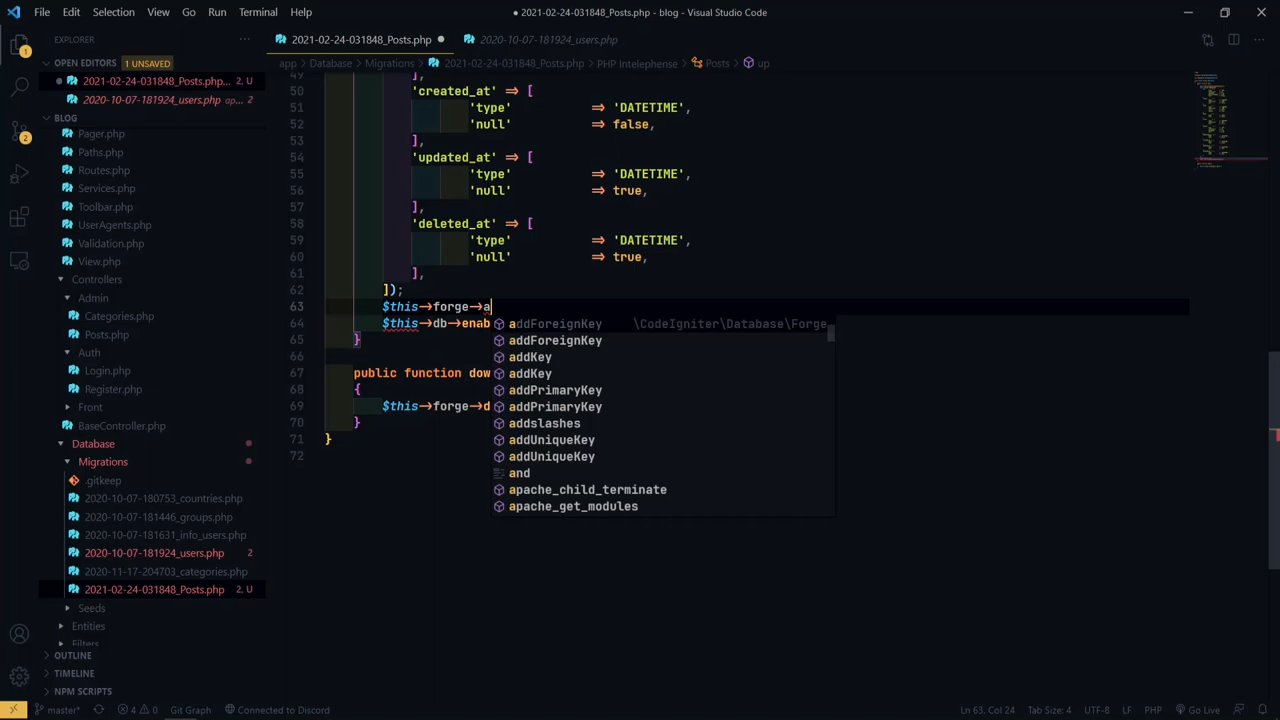 File Edit Selection View Go Run Terminal Help
● 2021-02-24-031848_Posts.php - blog - Visual Studio Code
EXPLORER
2021-02-24-031848_Posts.php ●
2020-10-07-181924_users.php
OPEN EDITORS 1 UNSAVED
app > Database > Migrations > 2021-02-24-031848_Posts.php > PHP Intelephense > Posts > up
2021-02-24-031848_Posts.php... 2, U
2020-10-07-181924_users.php ap... 2
BLOG
Pager.php
Paths.php
Routes.php
Services.php
Toolbar.php
UserAgents.php
Validation.php
View.php
Controllers
Admin
Categories.php
Posts.php
Auth
Login.php
Register.php
Front
BaseController.php
Database
Migrations
.gitkeep
2020-10-07-180753_countries.php
2020-10-07-181446_groups.php
2020-10-07-181631_info_users.php
2020-10-07-181924_users.php 2
2020-11-17-204703_categories.php
2021-02-24-031848_Posts.php 2, U
Seeds
Entities
Filters
OUTLINE
TIMELINE
NPM SCRIPTS
49 ],
50 'created_at' => [
51 'type' => 'DATETIME',
52 'null' => false,
53 ],
54 'updated_at' => [
55 'type' => 'DATETIME',
56 'null' => true,
57 ],
58 'deleted_at' => [
59 'type' => 'DATETIME',
60 'null' => true,
61 ],
62 ]);
63 $this->forge->a
64 $this->db->enab
65 }
66
67 public function dow
68 {
69 $this->forge->d
70 }
71 }
72
addForeignKey \CodeIgniter\Database\Forge
addForeignKey
addKey
addKey
addPrimaryKey
addPrimaryKey
addslashes
addUniqueKey
addUniqueKey
and
apache_child_terminate
apache_get_modules
master* 4 0 Git Graph Connected to Discord
Ln 63, Col 24 Tab Size: 4 UTF-8 LF PHP Go Live